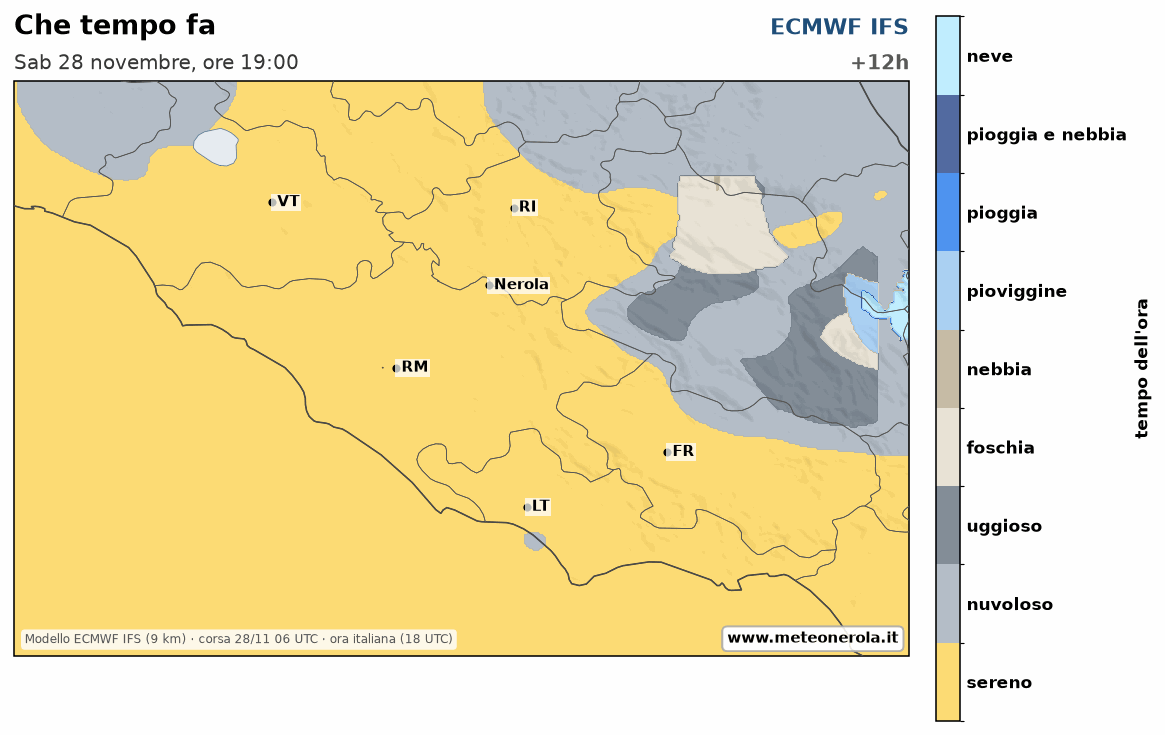 Che tempo fa
ECMWF IFS
Sab 28 novembre, ore 19:00
+12h
neve
pioggia e nebbia
pioggia
pioviggine
nebbia
foschia
uggioso
nuvoloso
sereno
tempo dell'ora
VT
RI
Nerola
RM
FR
LT
Modello ECMWF IFS (9 km) · corsa 28/11 06 UTC · ora italiana (18 UTC)
www.meteonerola.it